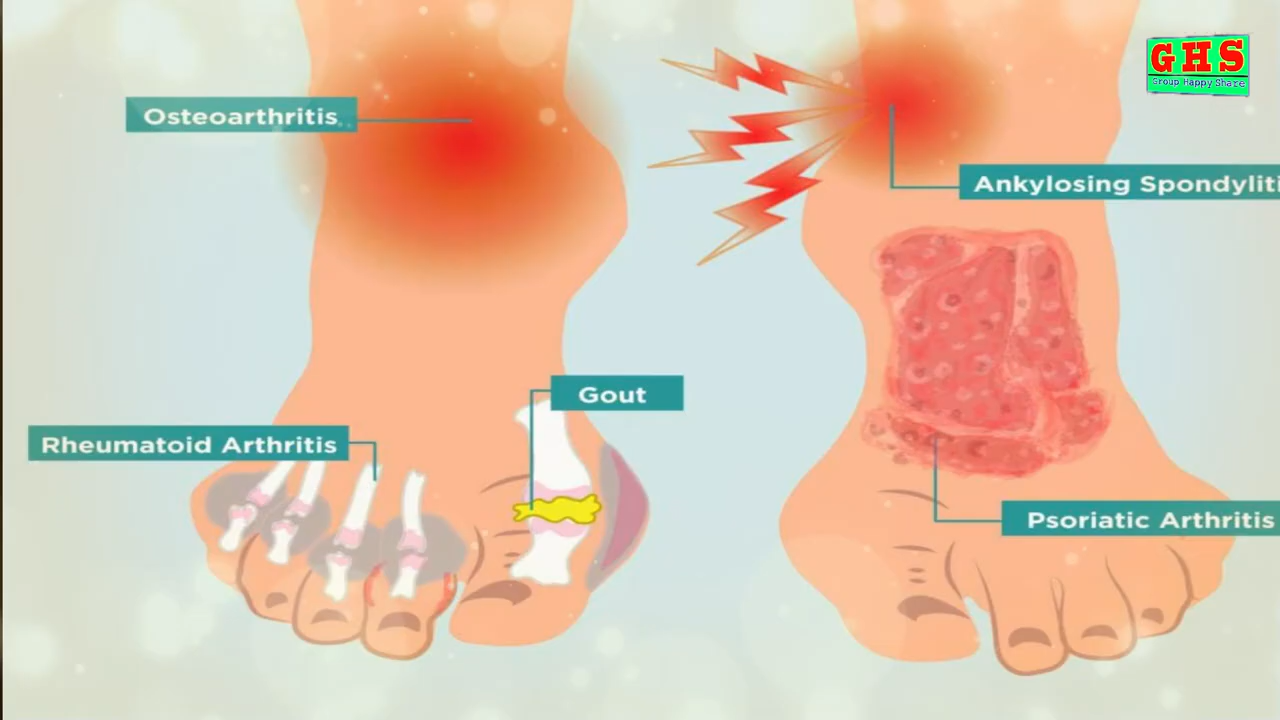 GHS
Group Happy Share
Osteoarthritis
Ankylosing Spondyliti
Gout
Rheumatoid Arthritis
Psoriatic Arthritis